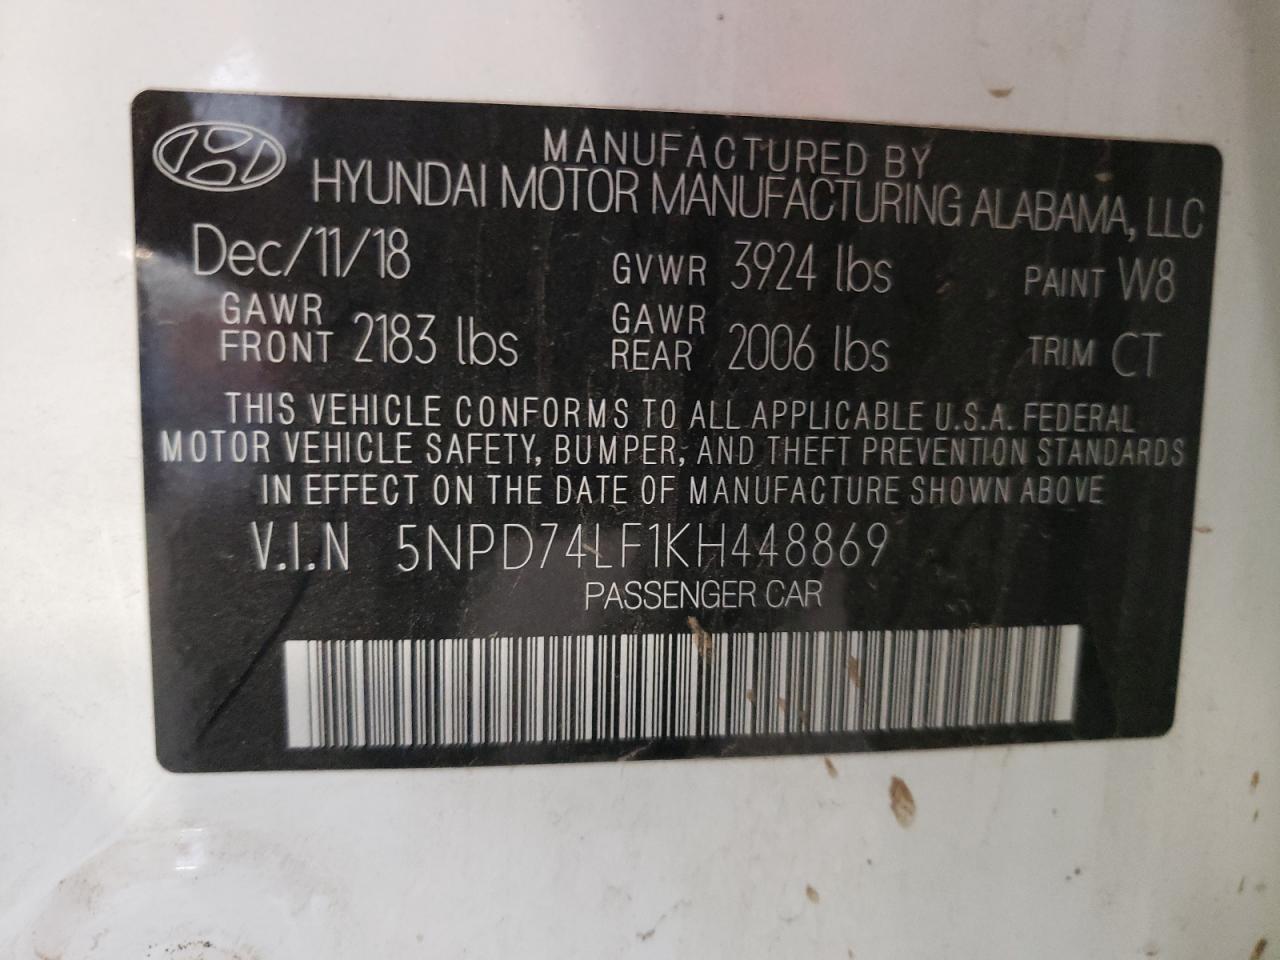 MANUFACTURED BY
HYUNDAI MOTOR MANUFACTURING ALABAMA, LLC
Dec/11/18 GVWR 3924 lbs PAINT W8
GAWR FRONT 2183 lbs GAWR REAR 2006 lbs TRIM CT
THIS VEHICLE CONFORMS TO ALL APPLICABLE U.S.A. FEDERAL
MOTOR VEHICLE SAFETY, BUMPER, AND THEFT PREVENTION STANDARDS
IN EFFECT ON THE DATE OF MANUFACTURE SHOWN ABOVE
V.I.N 5NPD74LF1KH448869
PASSENGER CAR